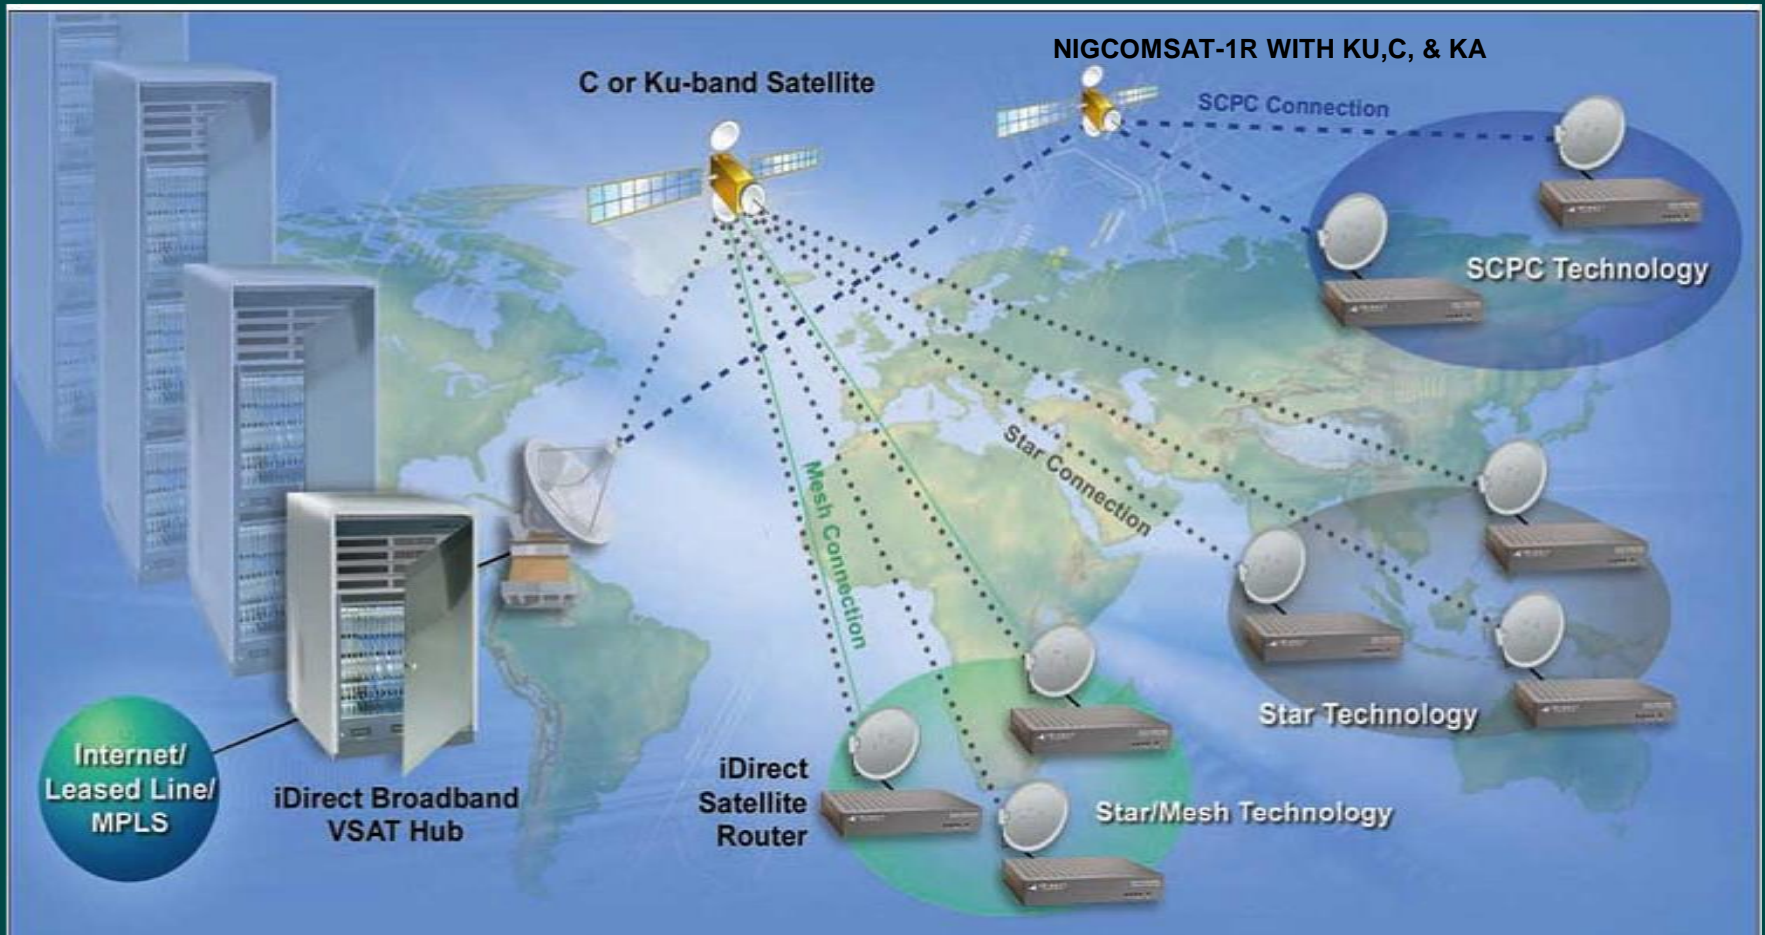 NIGCOMSAT-1R WITH KU,C, & KA
C or Ku-band Satellite
SCPC Connection
SCPC Technology
Star Connection
Mesh Connection
Star Technology
Internet/
Leased Line/
MPLS
iDirect Broadband
VSAT Hub
iDirect
Satellite
Router
Star/Mesh Technology